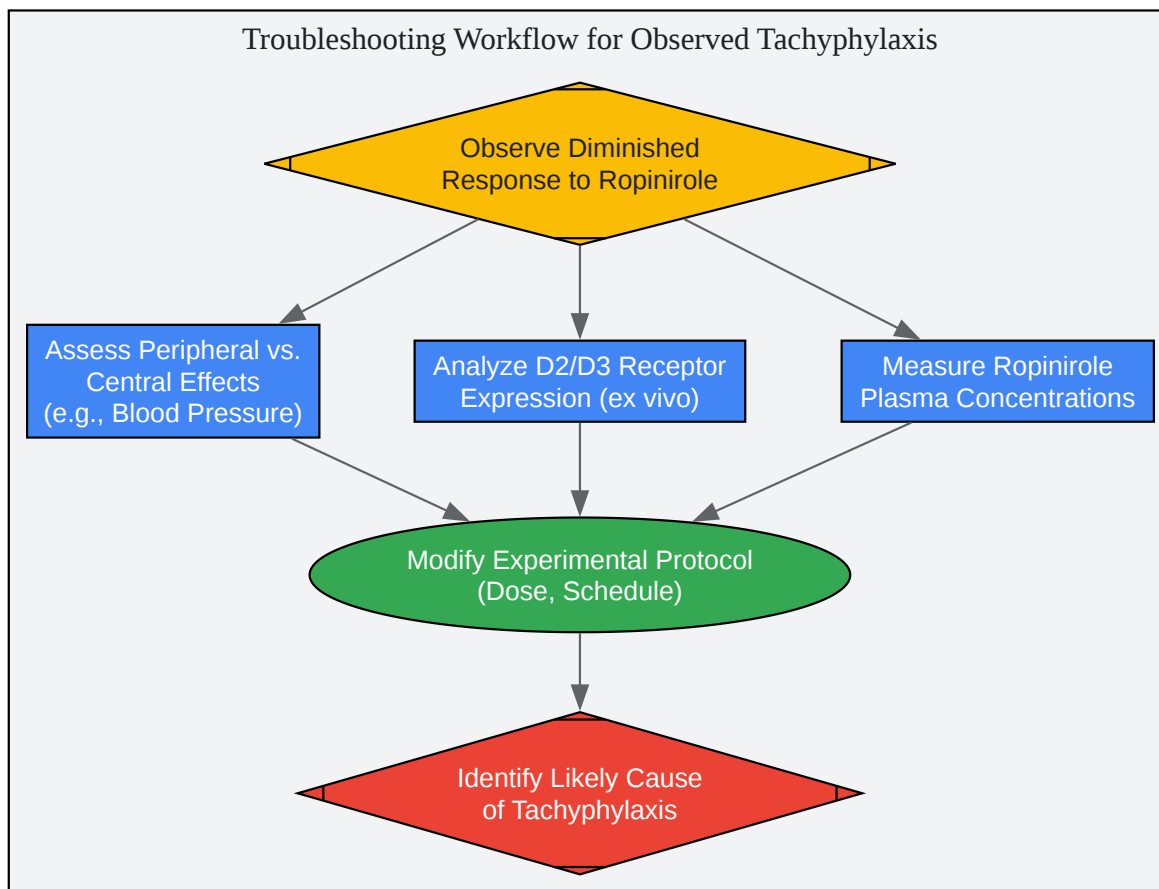 Troubleshooting Workflow for Observed Tachyphylaxis
Observe Diminished
Response to Ropinirole
Assess Peripheral vs.
Central Effects
(e.g., Blood Pressure)
Analyze D2/D3 Receptor
Expression (ex vivo)
Measure Ropinirole
Plasma Concentrations
Modify Experimental Protocol
(Dose, Schedule)
Identify Likely Cause
of Tachyphylaxis